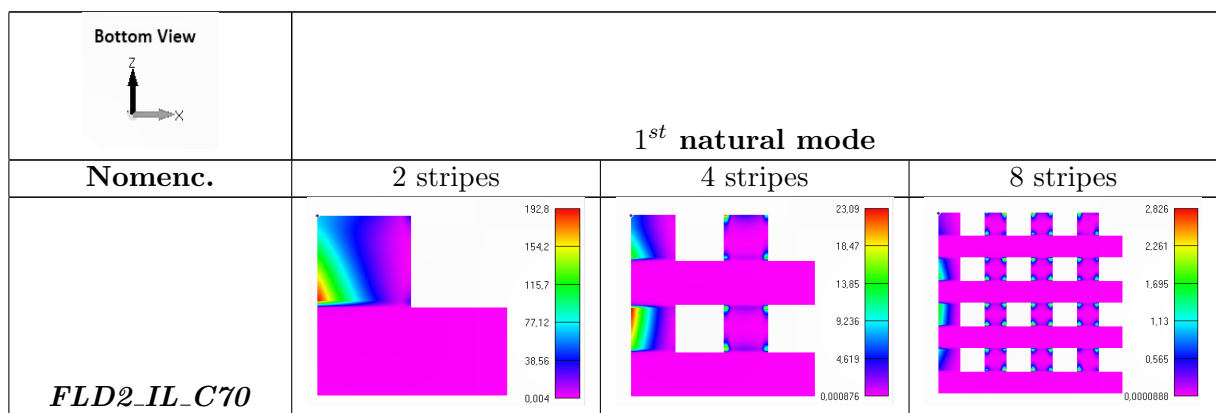 Bottom View
Z
X
1st natural mode
Nomenc.
2 stripes
4 stripes
8 stripes
FLD2_IL_C70
192,8
154,2
115,7
77,12
38.56
0,004
23,09
18,47
13,85
9,236
4,619
0,000876
2,826
2,261
1,695
1,13
0,565
0,0000888